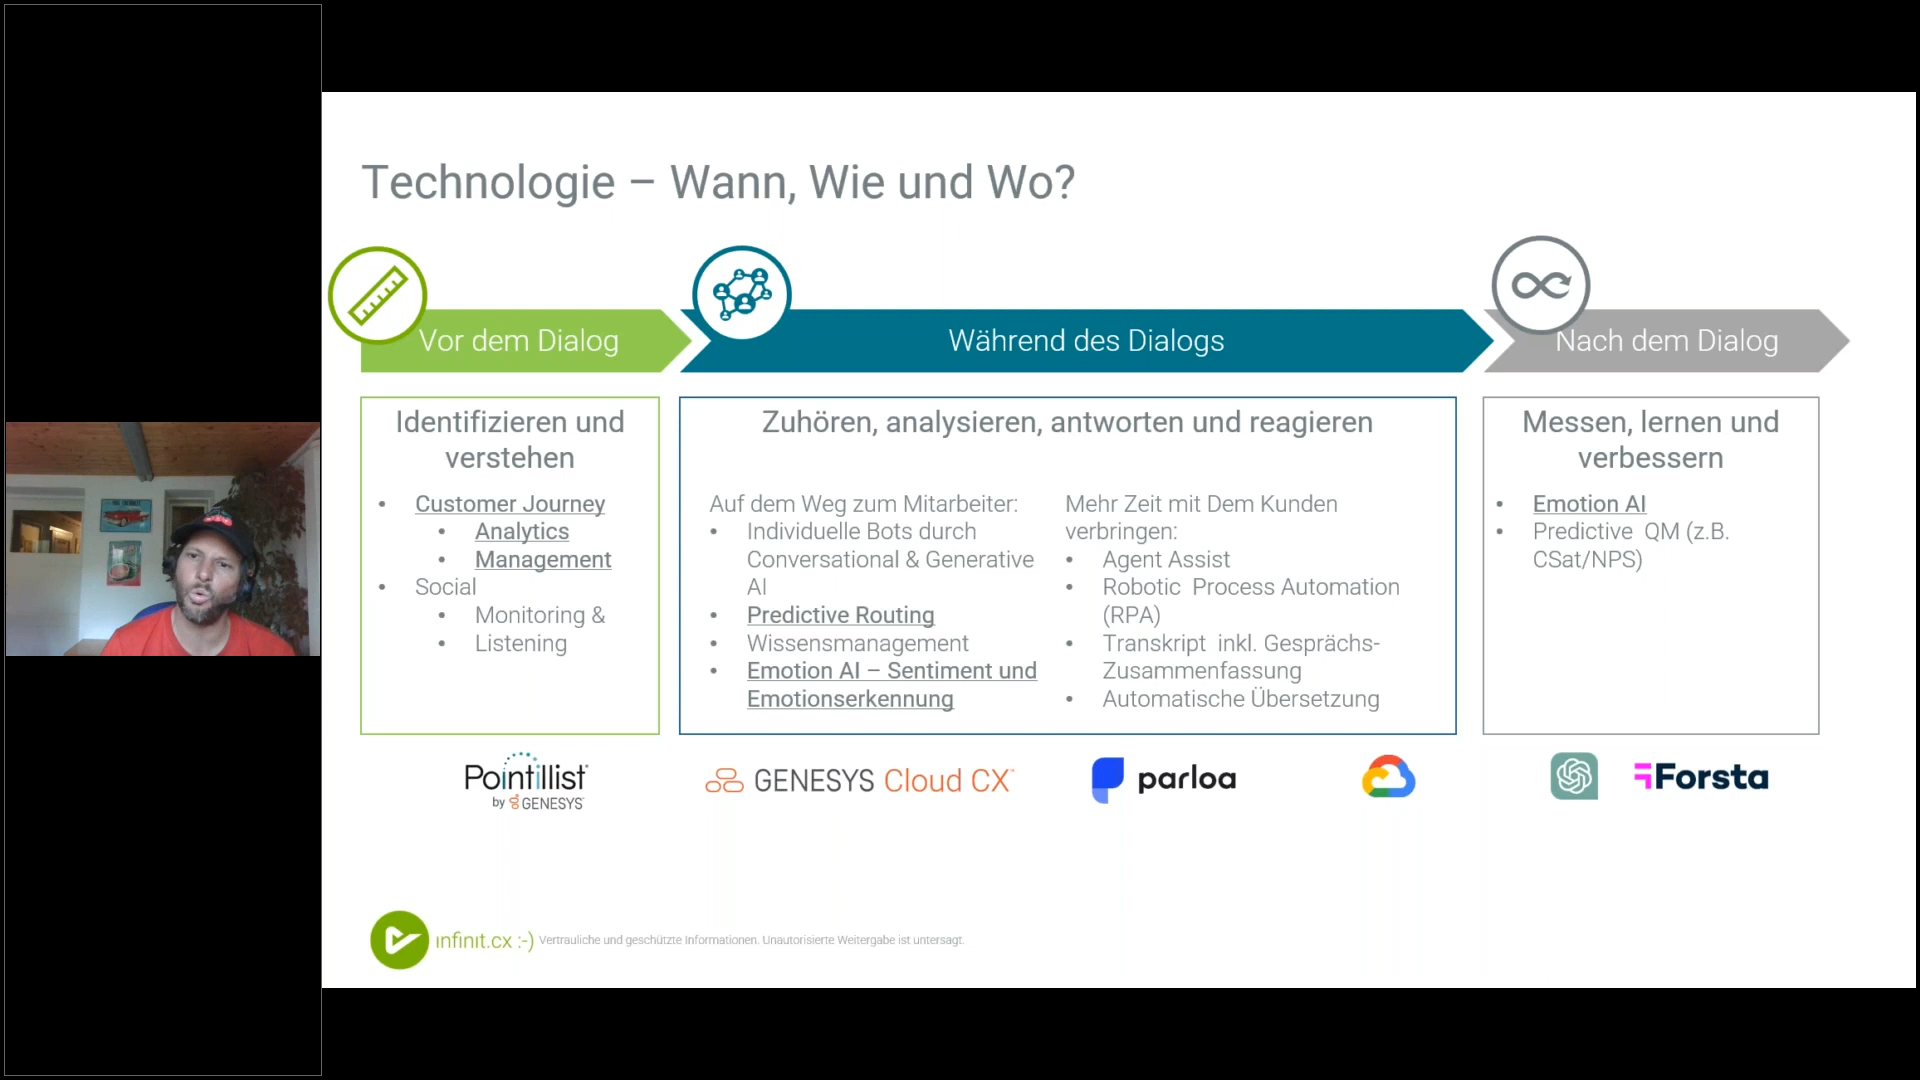 Technologie – Wann, Wie und Wo?
Vor dem Dialog
Während des Dialogs
Nach dem Dialog
Identifizieren und
verstehen
• Customer Journey
• Analytics
• Management
• Social
• Monitoring &
• Listening
Zuhören, analysieren, antworten und reagieren
Auf dem Weg zum Mitarbeiter:
• Individuelle Bots durch
Conversational & Generative
AI
• Predictive Routing
• Wissensmanagement
• Emotion AI – Sentiment und
Emotionserkennung
Mehr Zeit mit Dem Kunden
verbringen:
• Agent Assist
• Robotic Process Automation
(RPA)
• Transkript inkl. Gesprächs-
Zusammenfassung
• Automatische Übersetzung
Messen, lernen und
verbessern
• Emotion AI
• Predictive QM (z.B.
CSat/NPS)
Pointillist
by GENESYS
GENESYS Cloud CX™
parloa
Forsta
infinit.cx :-) Vertrauliche und geschützte Informationen. Unautorisierte Weitergabe ist untersagt.